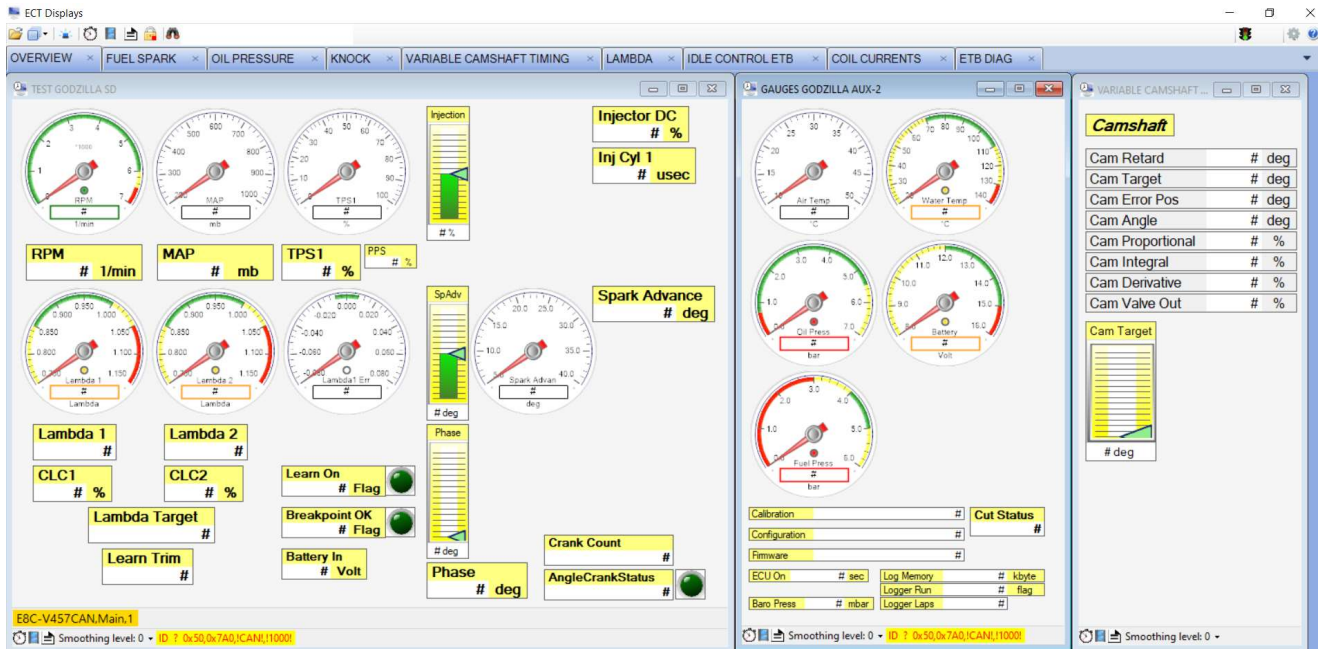 ECT Displays
OVERVIEW FUEL SPARK OIL PRESSURE KNOCK VARIABLE CAMSHAFT TIMING LAMBDA IDLE CONTROL ETB COIL CURRENTS ETB DIAG
TEST GODZILLA SD
RPM
#
1/min
MAP
#
mb
TPS1
#
%
Injection
# %
Injector DC
# %
Inj Cyl 1
# usec
RPM
# 1/min
MAP
# mb
TPS1
# %
PPS
# %
Lambda 1
#
Lambda
Lambda 2
#
Lambda
Lambda1 Err
#
SpAdv
# deg
Spark Advan
#
deg
Spark Advance
# deg
Lambda 1
#
Lambda 2
#
CLC1
# %
CLC2
# %
Lambda Target
#
Learn Trim
#
Learn On
# Flag
Breakpoint OK
# Flag
Battery In
# Volt
Phase
# deg
Phase
# deg
Crank Count
#
AngleCrankStatus
#
E8C-V457CAN,Main,1
Smoothing level: 0
ID ? 0x50,0x7A0,!CAN!,!1000!
GAUGES GODZILLA AUX-2
Air Temp
#
°C
Water Temp
#
°C
Oil Press
#
bar
Battery
#
Volt
Fuel Press
#
bar
Calibration #
Configuration #
Firmware #
Cut Status
#
ECU On # sec
Baro Press # mbar
Log Memory # kbyte
Logger Run # flag
Logger Laps #
Smoothing level: 0
ID ? 0x50,0x7A0,!CAN!,!1000!
VARIABLE CAMSHAFT ...
Camshaft
Cam Retard # deg
Cam Target # deg
Cam Error Pos # deg
Cam Angle # deg
Cam Proportional # %
Cam Integral # %
Cam Derivative # %
Cam Valve Out # %
Cam Target
# deg
Smoothing level: 0